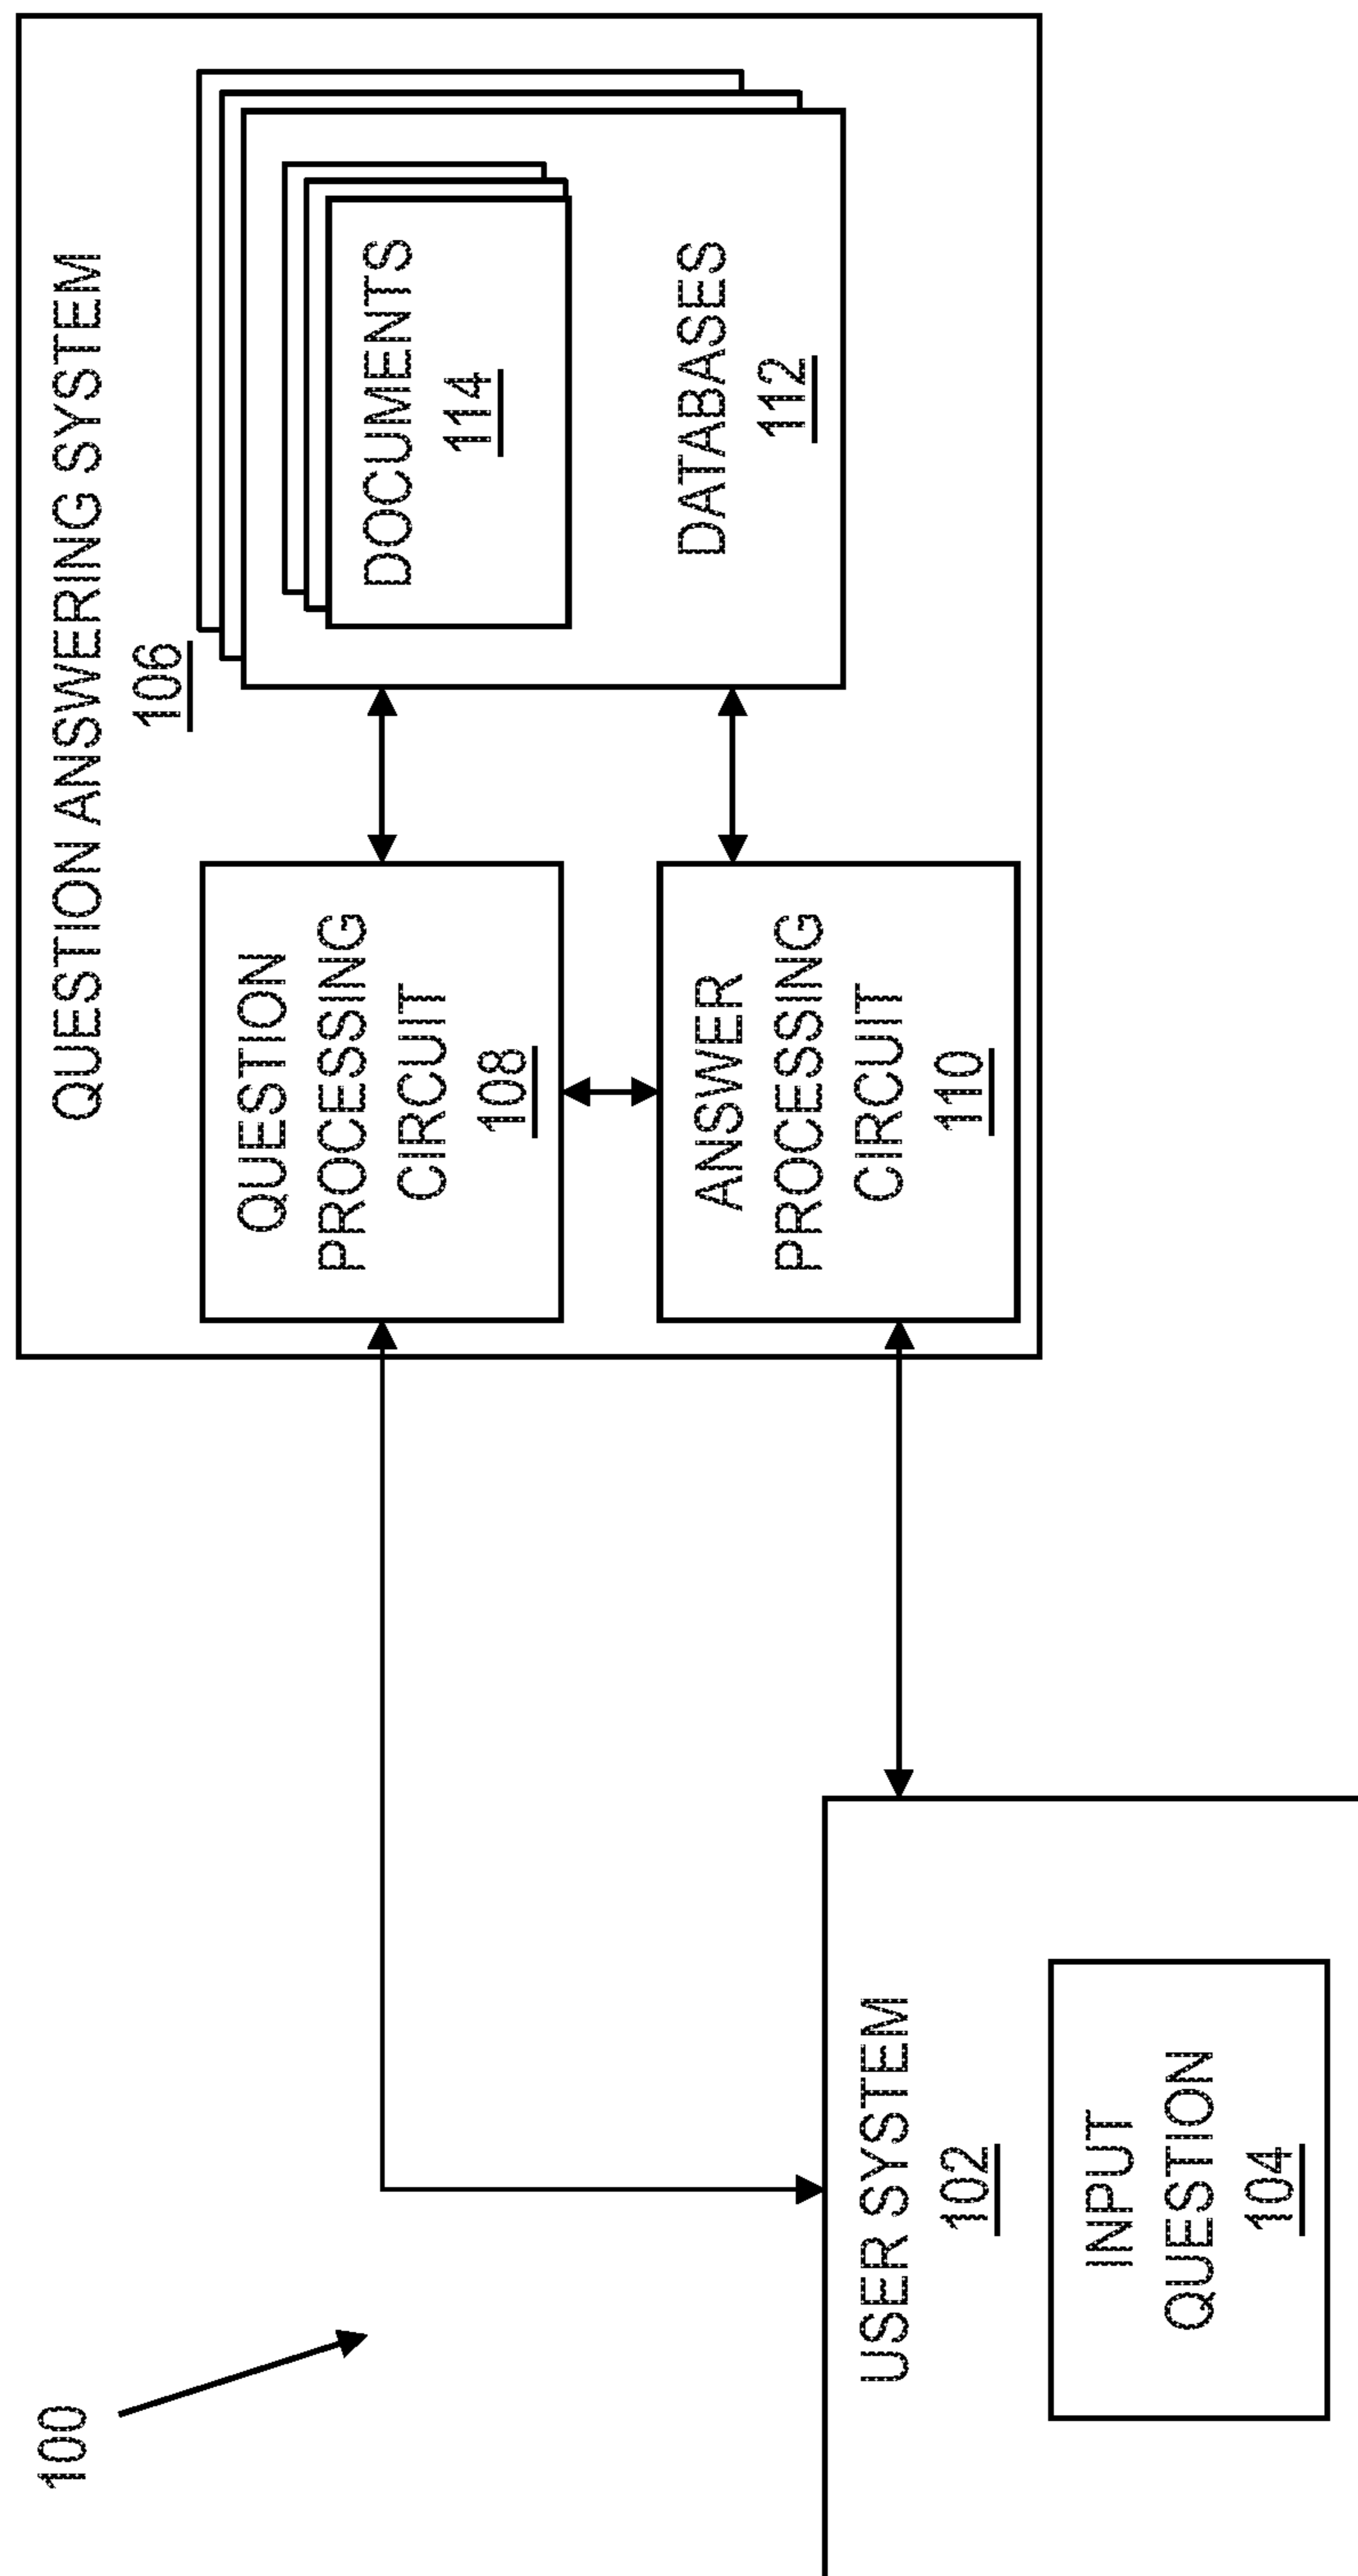 100
USER SYSTEM
102
INPUT
QUESTION
104
QUESTION ANSWERING SYSTEM
106
QUESTION
PROCESSING
CIRCUIT
108
ANSWER
PROCESSING
CIRCUIT
110
DOCUMENTS
114
DATABASES
112